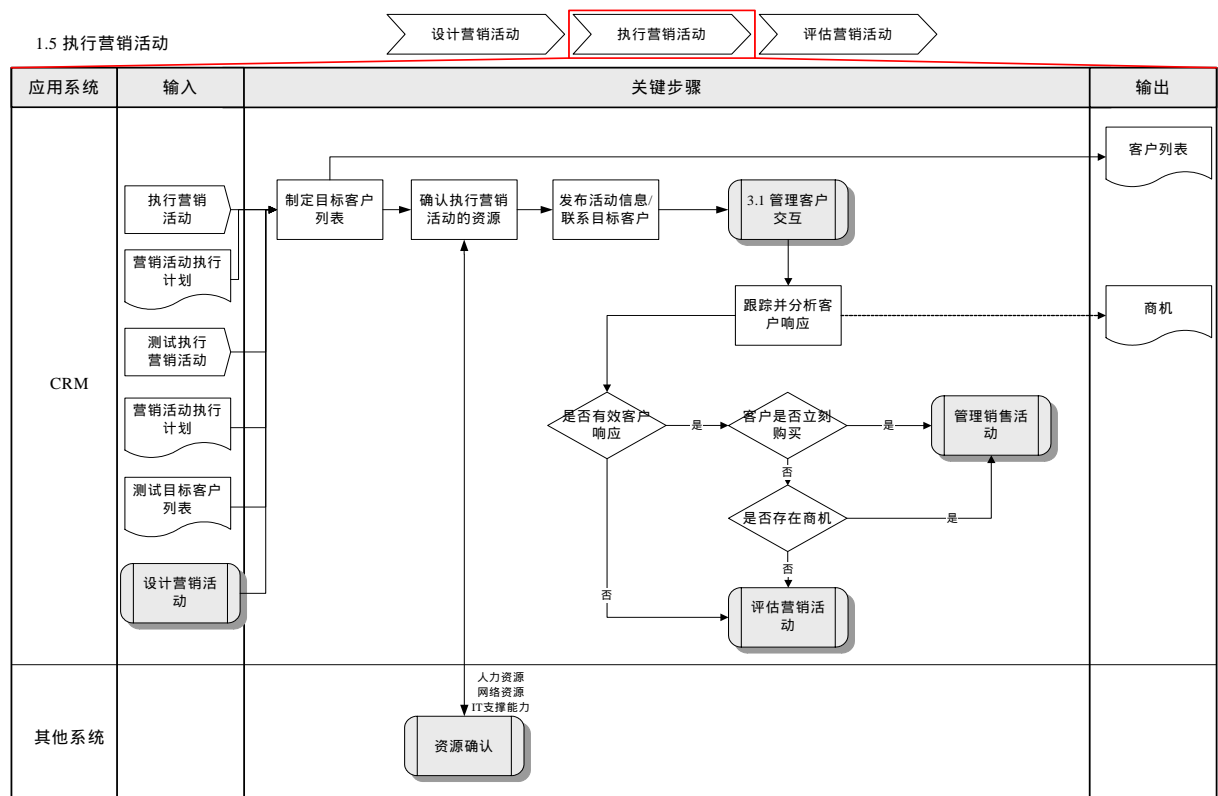 1.5 执行营销活动
设计营销活动
执行营销活动
评估营销活动
应用系统
输入
关键步骤
输出
CRM
执行营销
活动
营销活动执行
计划
测试执行
营销活动
营销活动执行
计划
测试目标客户
列表
设计营销活
动
制定目标客户
列表
确认执行营销
活动的资源
发布活动信息/
联系目标客户
3.1 管理客户
交互
跟踪并分析客
户响应
是否有效客户
响应
是
客户是否立刻
购买
是
管理销售活
动
否
是否存在商机
是
否
否
评估营销活
动
客户列表
商机
其他系统
人力资源
网络资源
IT支撑能力
资源确认